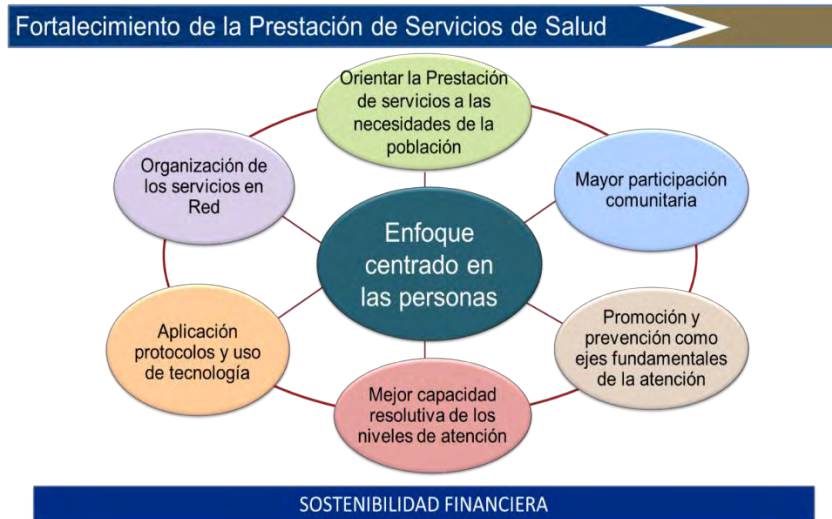 Fortalecimiento de la Prestación de Servicios de Salud
Orientar la Prestación
de servicios a las
necesidades de la
población
Organización de
los servicios en
Red
Mayor participación
comunitaria
Enfoque
centrado en
las personas
Aplicación
protocolos y uso
de tecnología
Promoción y
prevención como
ejes fundamentales
de la atención
Mejor capacidad
resolutiva de los
niveles de atención
SOSTENIBILIDAD FINANCIERA